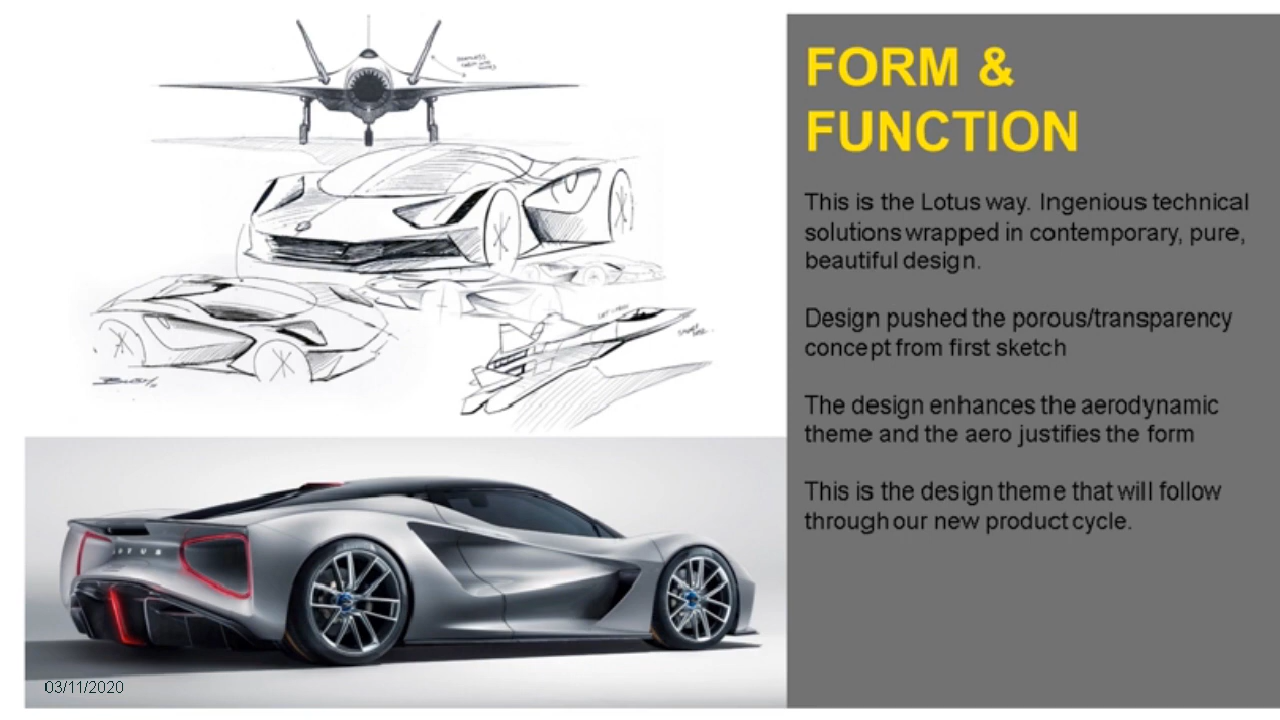 FORM &
FUNCTION
This is the Lotus way. Ingenious technical
solutions wrapped in contemporary, pure,
beautiful design.
Design pushed the porous/transparency
concept from first sketch
The design enhances the aerodynamic
theme and the aero justifies the form
This is the design theme that will follow
through our new product cycle.
LOTUS
03/11/2020